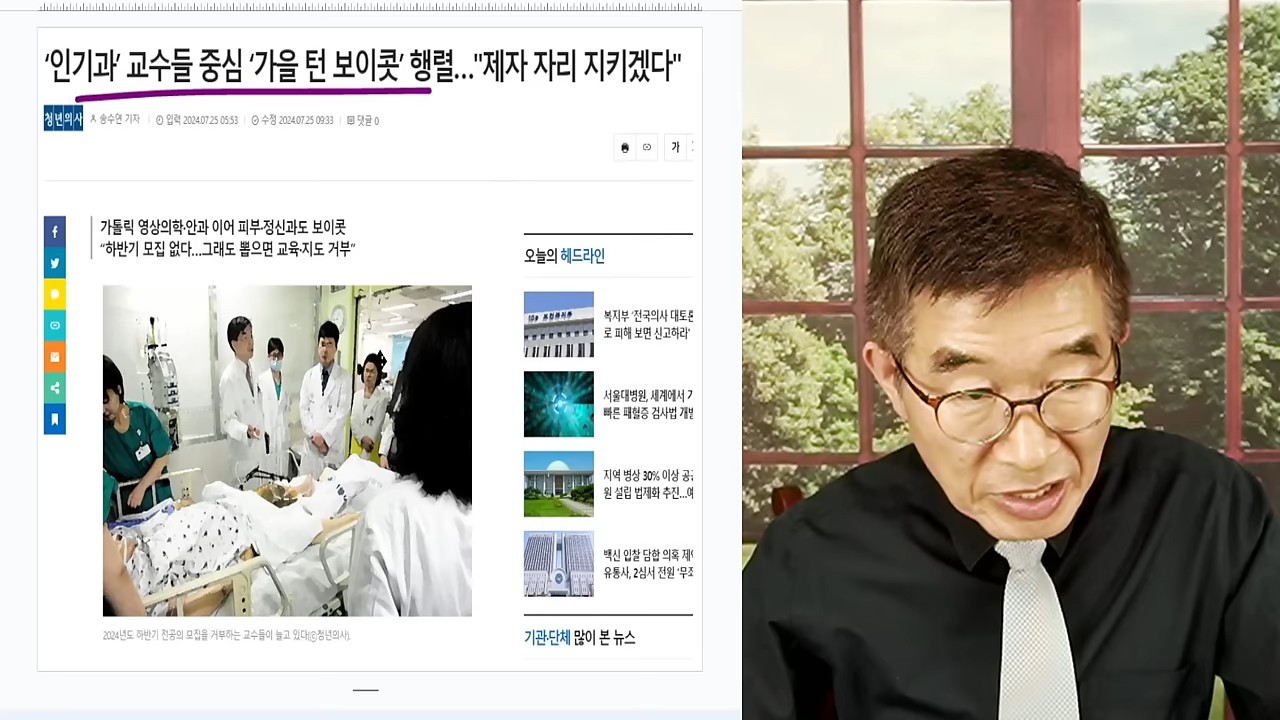 '인기과' 교수들 중심 '가을 턴 보이콧' 행렬..."제자 자리 지키겠다"
청년의사 송수연 기자 입력 2024.07.25 05:53 수정 2024.07.25 09:33 댓글 0
가
가톨릭 영상의학·안과 이어 피부·정신과도 보이콧
"하반기 모집 없다...그래도 뽑으면 교육·지도 거부"
오늘의 헤드라인
복지부 '전국의사 대토론
로 피해 보면 신고하라'
서울대병원, 세계에서 가
빠른 패혈증 검사법 개발
지역 병상 30% 이상 공공
원 설립 법제화 추진...예
백신 입찰 담합 의혹 제약
유통사, 2심서 전원 '무죄
기관·단체 많이 본 뉴스
2024년도 하반기 전공의 모집을 거부하는 교수들이 늘고 있다(ⓒ청년의사).